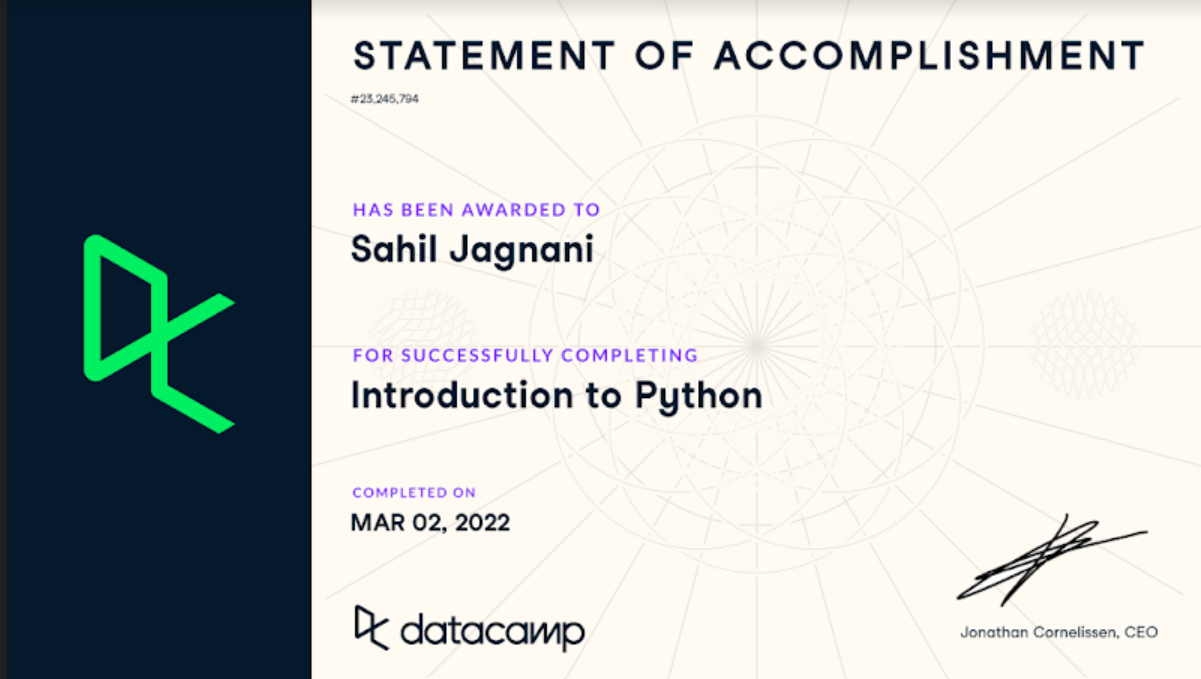 STATEMENT OF ACCOMPLISHMENT
#23,245,794
HAS BEEN AWARDED TO
Sahil Jagnani
FOR SUCCESSFULLY COMPLETING
Introduction to Python
COMPLETED ON
MAR 02, 2022
datacamp
Jonathan Cornelissen, CEO